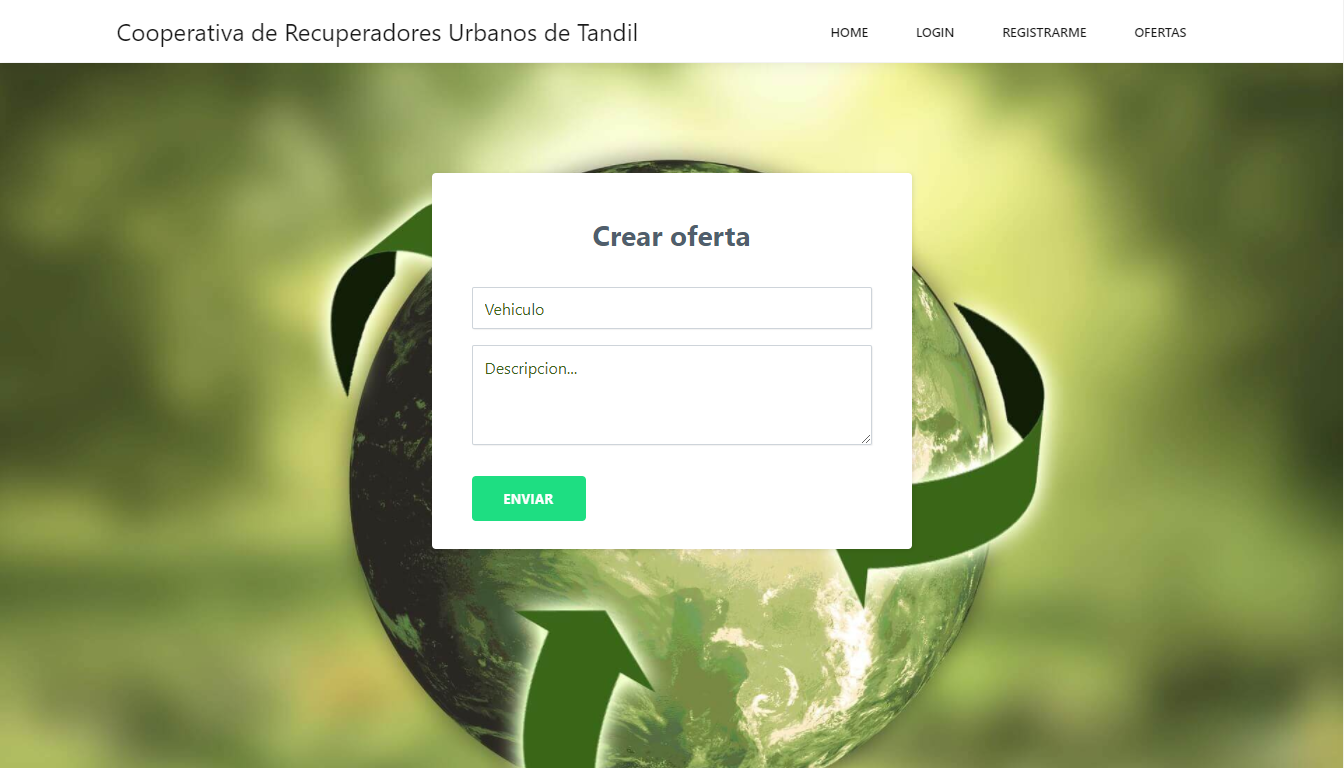 Cooperativa de Recuperadores Urbanos de Tandil
HOME LOGIN REGISTRARME OFERTAS
Crear oferta
Vehiculo
Descripcion...
ENVIAR